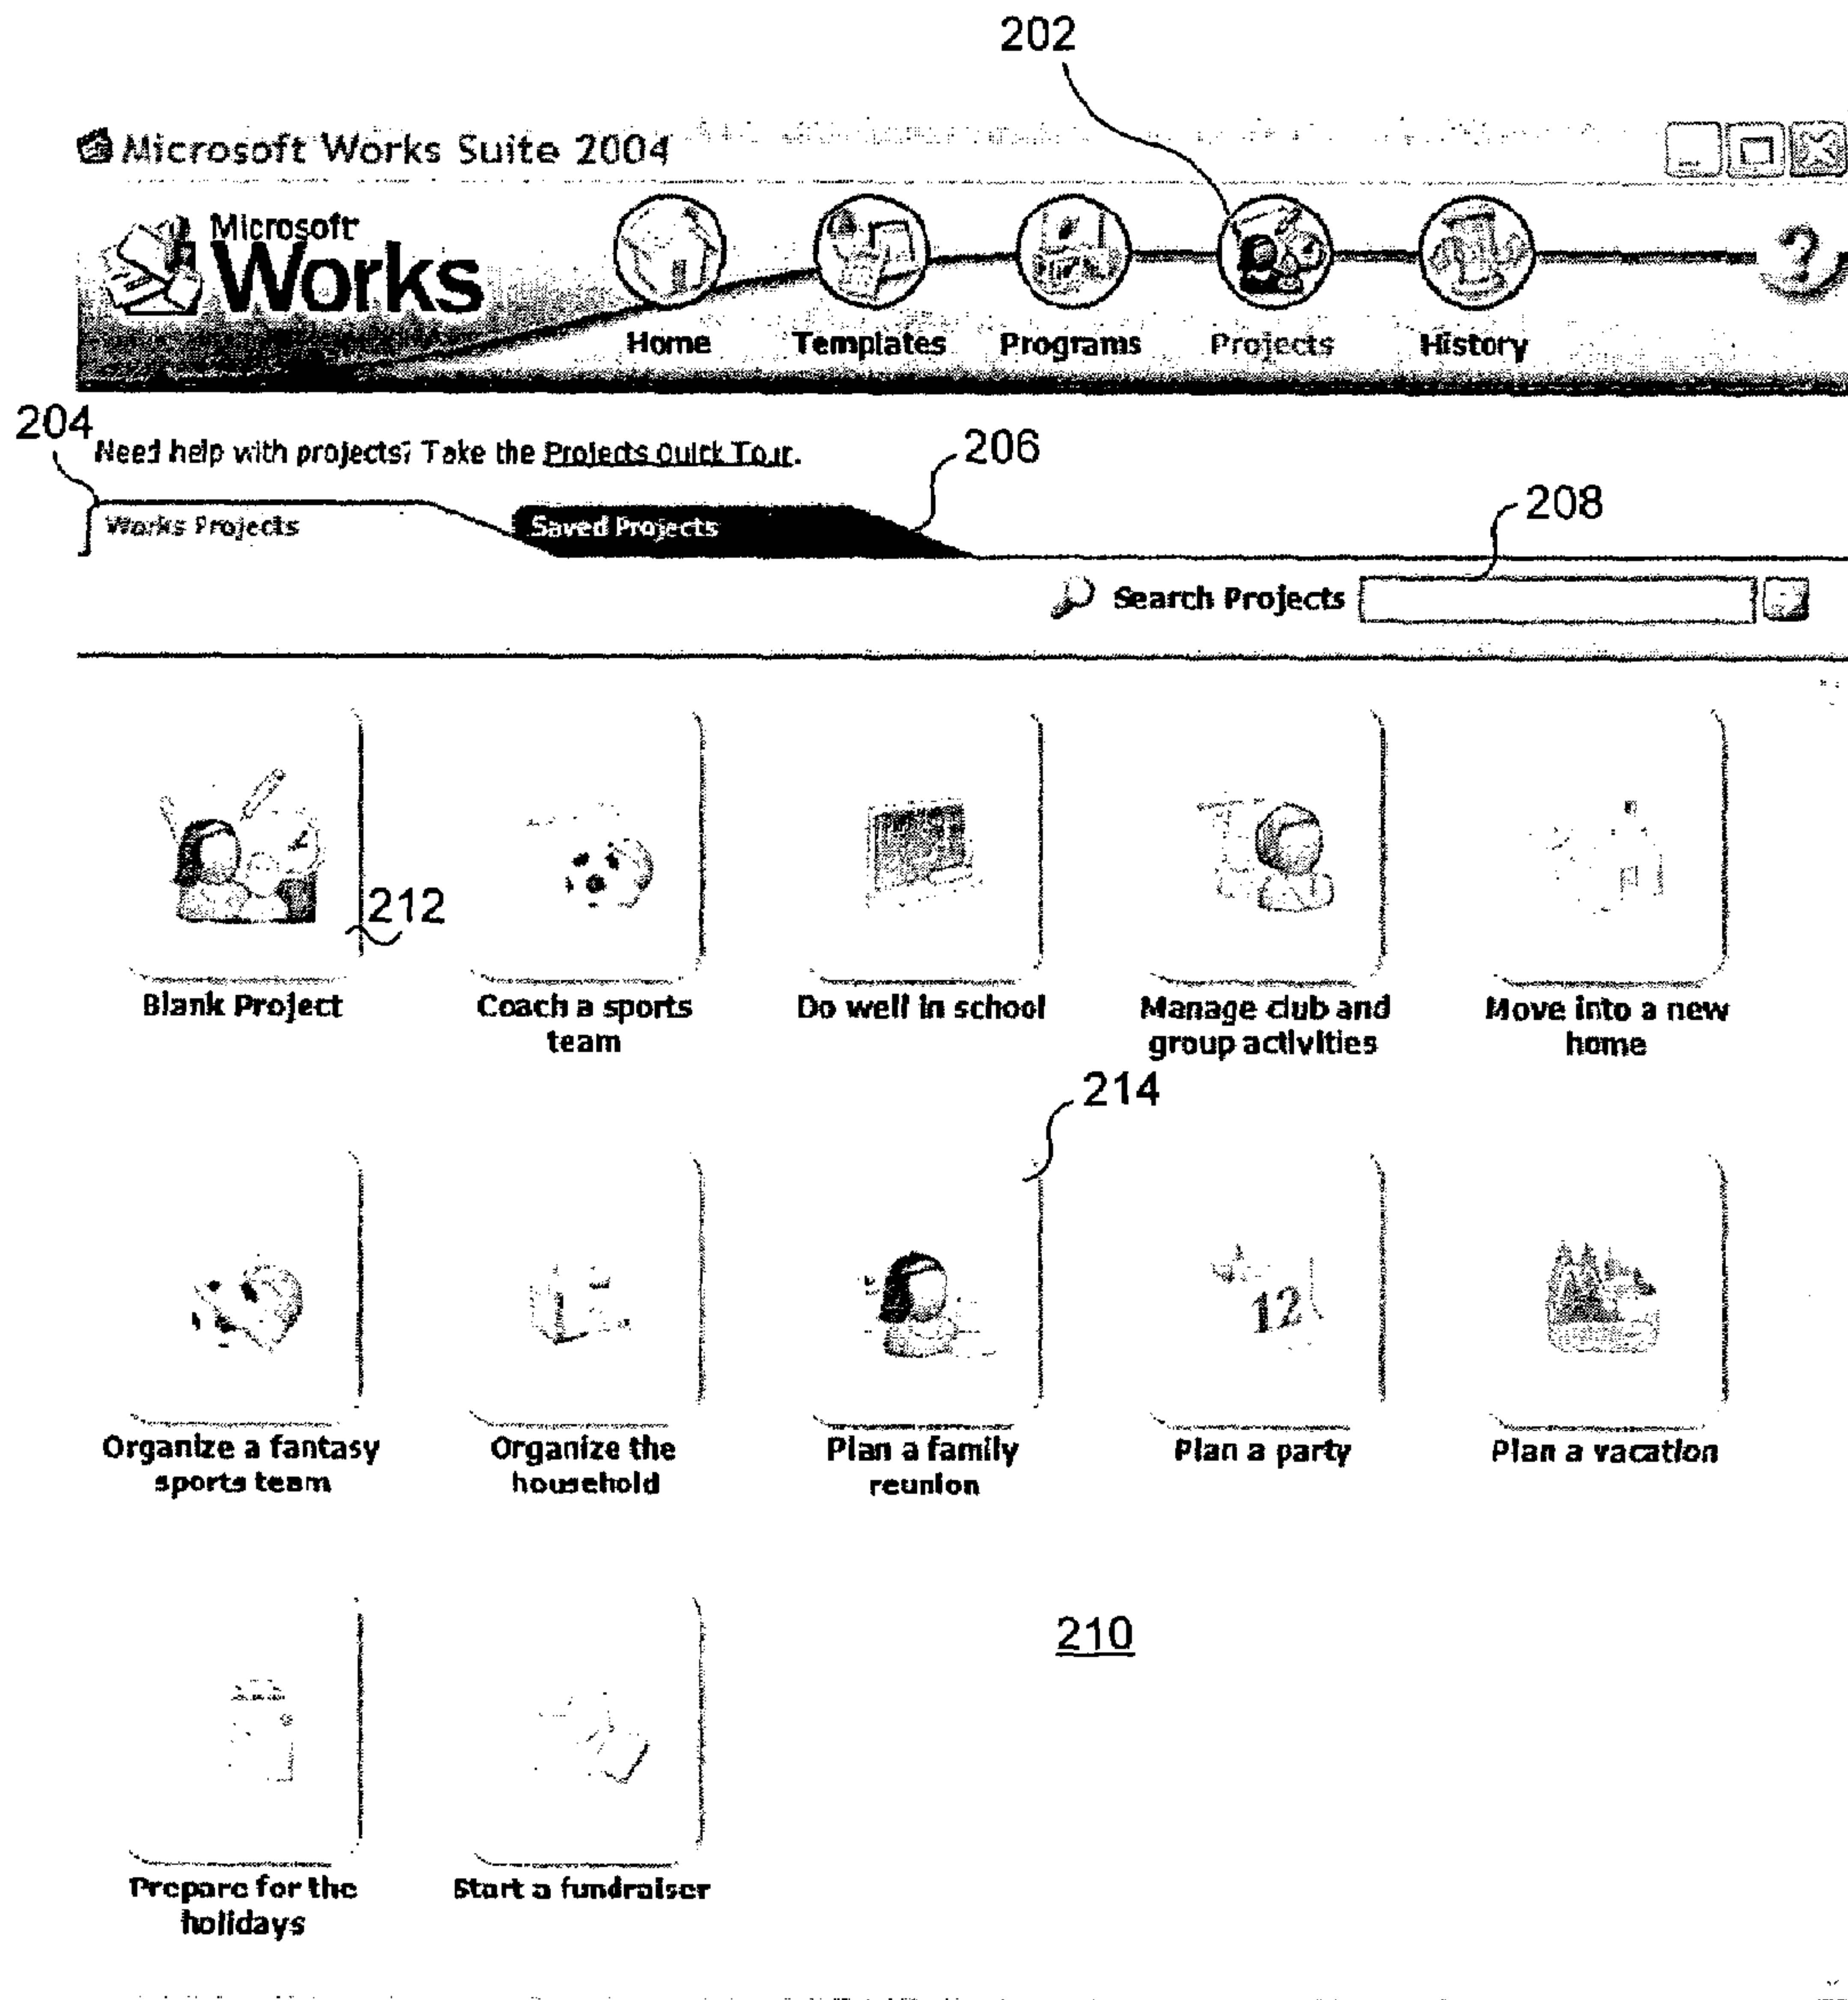 202
Microsoft Works Suite 2004
Microsoft
Works
Home Templates Programs Projects History ?
204
Need help with projects? Take the Projects Quick Tour.
206
Works Projects Saved Projects
208
Search Projects
212
Blank Project
Coach a sports
team
Do well in school
Manage club and
group activities
Move into a new
home
214
12
Organize a fantasy
sports team
Organize the
household
Plan a family
reunion
Plan a party
Plan a vacation
210
Prepare for the
holidays
Start a fundraiser